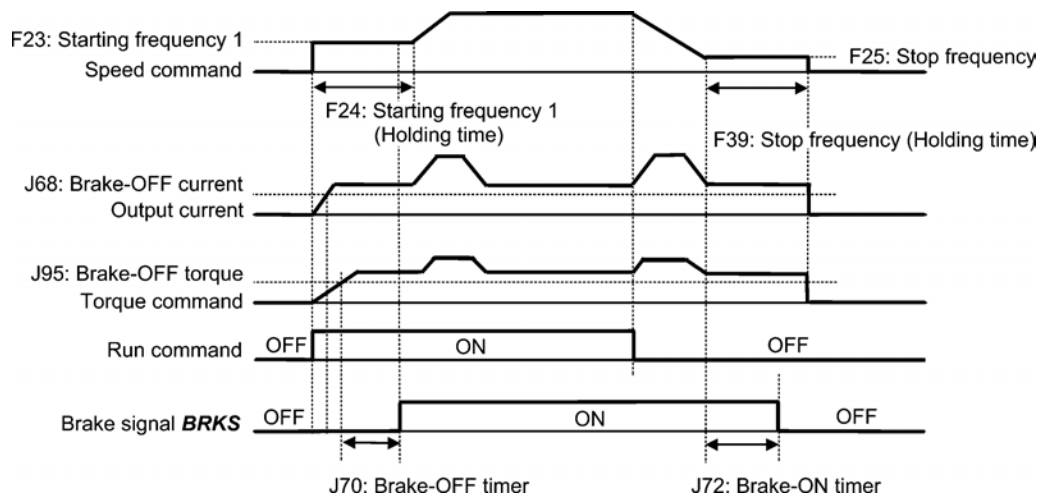 F23: Starting frequency 1
Speed command
F25: Stop frequency
F24: Starting frequency 1
(Holding time)
F39: Stop frequency (Holding time)
J68: Brake-OFF current
Output current
J95: Brake-OFF torque
Torque command
Run command OFF ON OFF
Brake signal BRKS OFF ON OFF
J70: Brake-OFF timer
J72: Brake-ON timer